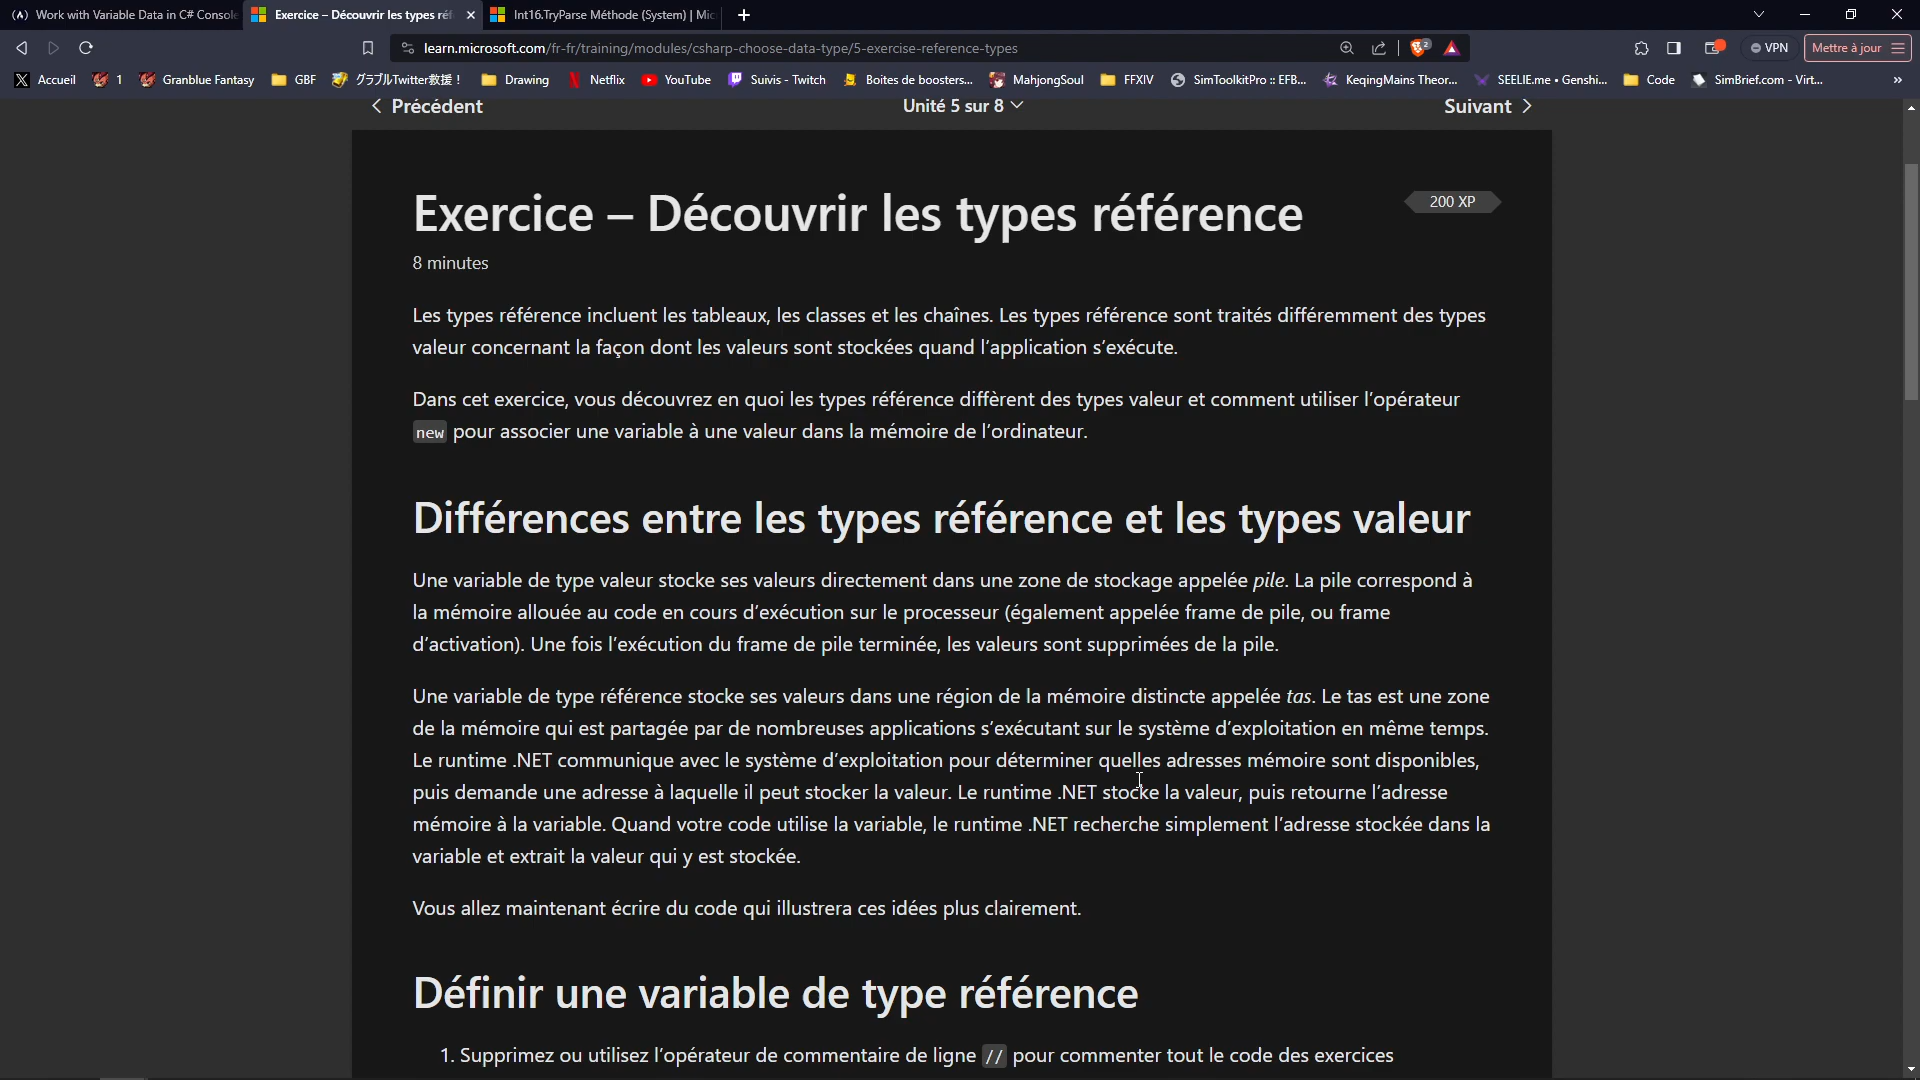 Work with Variable Data in C# Console
Exercice – Découvrir les types réf
Int16.TryParse Méthode (System) | Mic
learn.microsoft.com/fr-fr/training/modules/csharp-choose-data-type/5-exercise-reference-types
2
VPN
Mettre à jour
Accueil
1
Granblue Fantasy
GBF
グラブルTwitter救援！
Drawing
Netflix
YouTube
Suivis - Twitch
Boites de boosters...
MahjongSoul
FFXIV
SimToolkitPro :: EFB...
KeqingMains Theor...
SEELIE.me • Genshi...
Code
SimBrief.com - Virt...
»
Précédent
Unité 5 sur 8
Suivant
Exercice – Découvrir les types référence
200 XP
8 minutes
Les types référence incluent les tableaux, les classes et les chaînes. Les types référence sont traités différemment des types
valeur concernant la façon dont les valeurs sont stockées quand l’application s’exécute.
Dans cet exercice, vous découvrez en quoi les types référence diffèrent des types valeur et comment utiliser l’opérateur
new pour associer une variable à une valeur dans la mémoire de l’ordinateur.
Différences entre les types référence et les types valeur
Une variable de type valeur stocke ses valeurs directement dans une zone de stockage appelée pile. La pile correspond à
la mémoire allouée au code en cours d’exécution sur le processeur (également appelée frame de pile, ou frame
d’activation). Une fois l’exécution du frame de pile terminée, les valeurs sont supprimées de la pile.
Une variable de type référence stocke ses valeurs dans une région de la mémoire distincte appelée tas. Le tas est une zone
de la mémoire qui est partagée par de nombreuses applications s’exécutant sur le système d’exploitation en même temps.
Le runtime .NET communique avec le système d’exploitation pour déterminer quelles adresses mémoire sont disponibles,
puis demande une adresse à laquelle il peut stocker la valeur. Le runtime .NET stocke la valeur, puis retourne l’adresse
mémoire à la variable. Quand votre code utilise la variable, le runtime .NET recherche simplement l’adresse stockée dans la
variable et extrait la valeur qui y est stockée.
Vous allez maintenant écrire du code qui illustrera ces idées plus clairement.
Définir une variable de type référence
1. Supprimez ou utilisez l’opérateur de commentaire de ligne // pour commenter tout le code des exercices